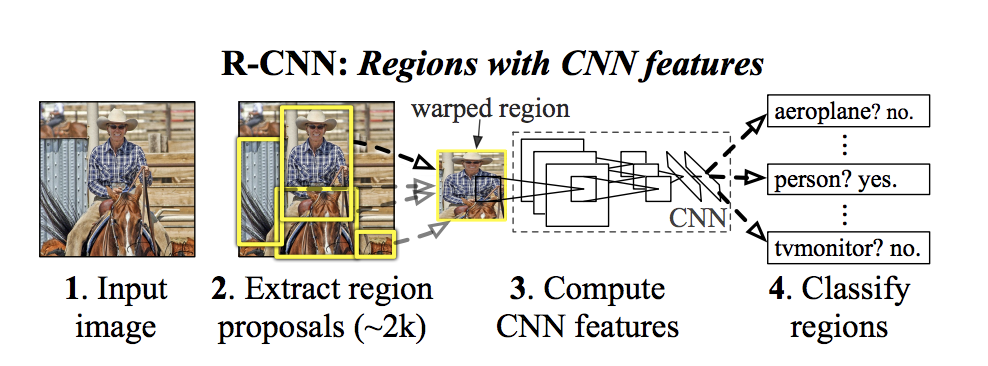 R-CNN: Regions with CNN features
warped region
aeroplane? no.
⋮
person? yes.
⋮
tvmonitor? no.
CNN
1. Input
image
2. Extract region
proposals (~2k)
3. Compute
CNN features
4. Classify
regions